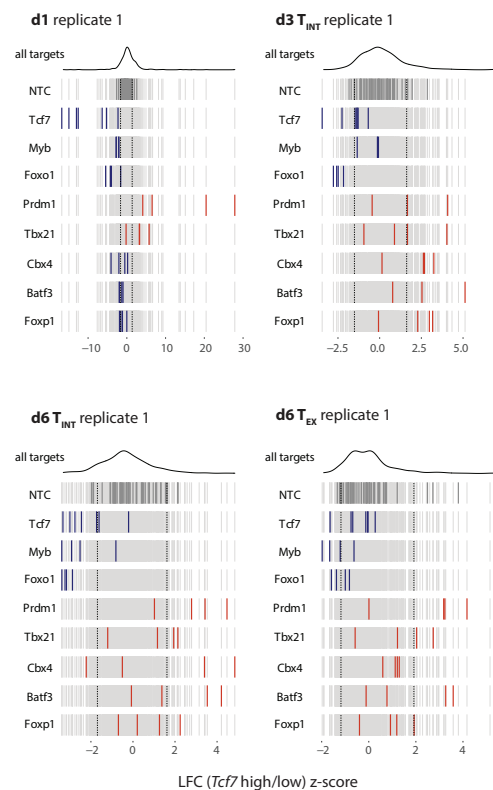 d1 replicate 1
all targets
NTC
Tcf7
Myb
Foxo1
Prdm1
Tbx21
Cbx4
Batf3
Foxp1
−10 0 10 20 30
d3 TINT replicate 1
all targets
NTC
Tcf7
Myb
Foxo1
Prdm1
Tbx21
Cbx4
Batf3
Foxp1
−2.5 0.0 2.5 5.0
d6 TINT replicate 1
all targets
NTC
Tcf7
Myb
Foxo1
Prdm1
Tbx21
Cbx4
Batf3
Foxp1
−2 0 2 4
d6 TEX replicate 1
all targets
NTC
Tcf7
Myb
Foxo1
Prdm1
Tbx21
Cbx4
Batf3
Foxp1
−2 0 2 4
LFC (Tcf7 high/low) z-score